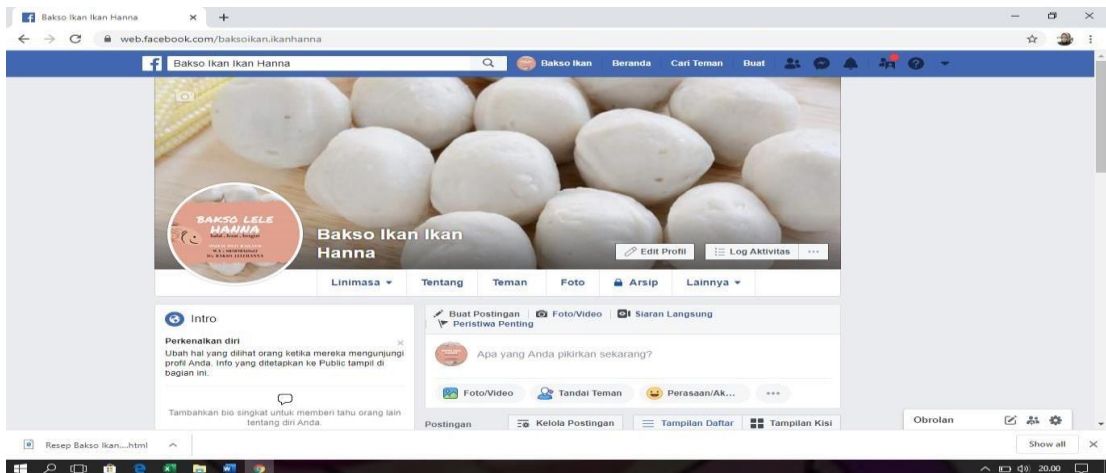 Bakso Ikan Ikan Hanna
web.facebook.com/baksoikan.ikanhanna
Bakso Ikan Ikan Hanna
Bakso Ikan
Beranda
Cari Teman
Buat
BAKSO LELE
HANNA
Bakso Ikan Ikan
Hanna
Edit Profil
Log Aktivitas
Linimasa
Tentang
Teman
Foto
Arsip
Lainnya
Intro
Perkenalkan diri
Ubah hal yang dilihat orang ketika mereka mengunjungi
profil Anda. Info yang ditetapkan ke Public tampil di
bagian ini.
Tambahkan bio singkat untuk memberi tahu orang lain
tentang diri Anda.
Buat Postingan
Foto/Video
Siaran Langsung
Peristiwa Penting
Apa yang Anda pikirkan sekarang?
Foto/Video
Tandai Teman
Perasaan/Ak...
Postingan
Kelola Postingan
Tampilan Daftar
Tampilan Kisi
Obrolan
Resep Bakso Ikan....html
Show all
20.00